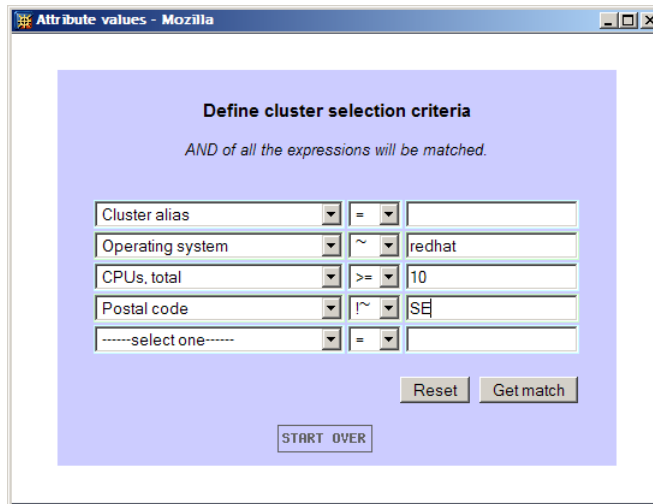 Attribute values - Mozilla
Define cluster selection criteria
AND of all the expressions will be matched.
Cluster alias =
Operating system ~ redhat
CPUs, total >= 10
Postal code !~ SE
------select one------ =
Reset Get match
START OVER